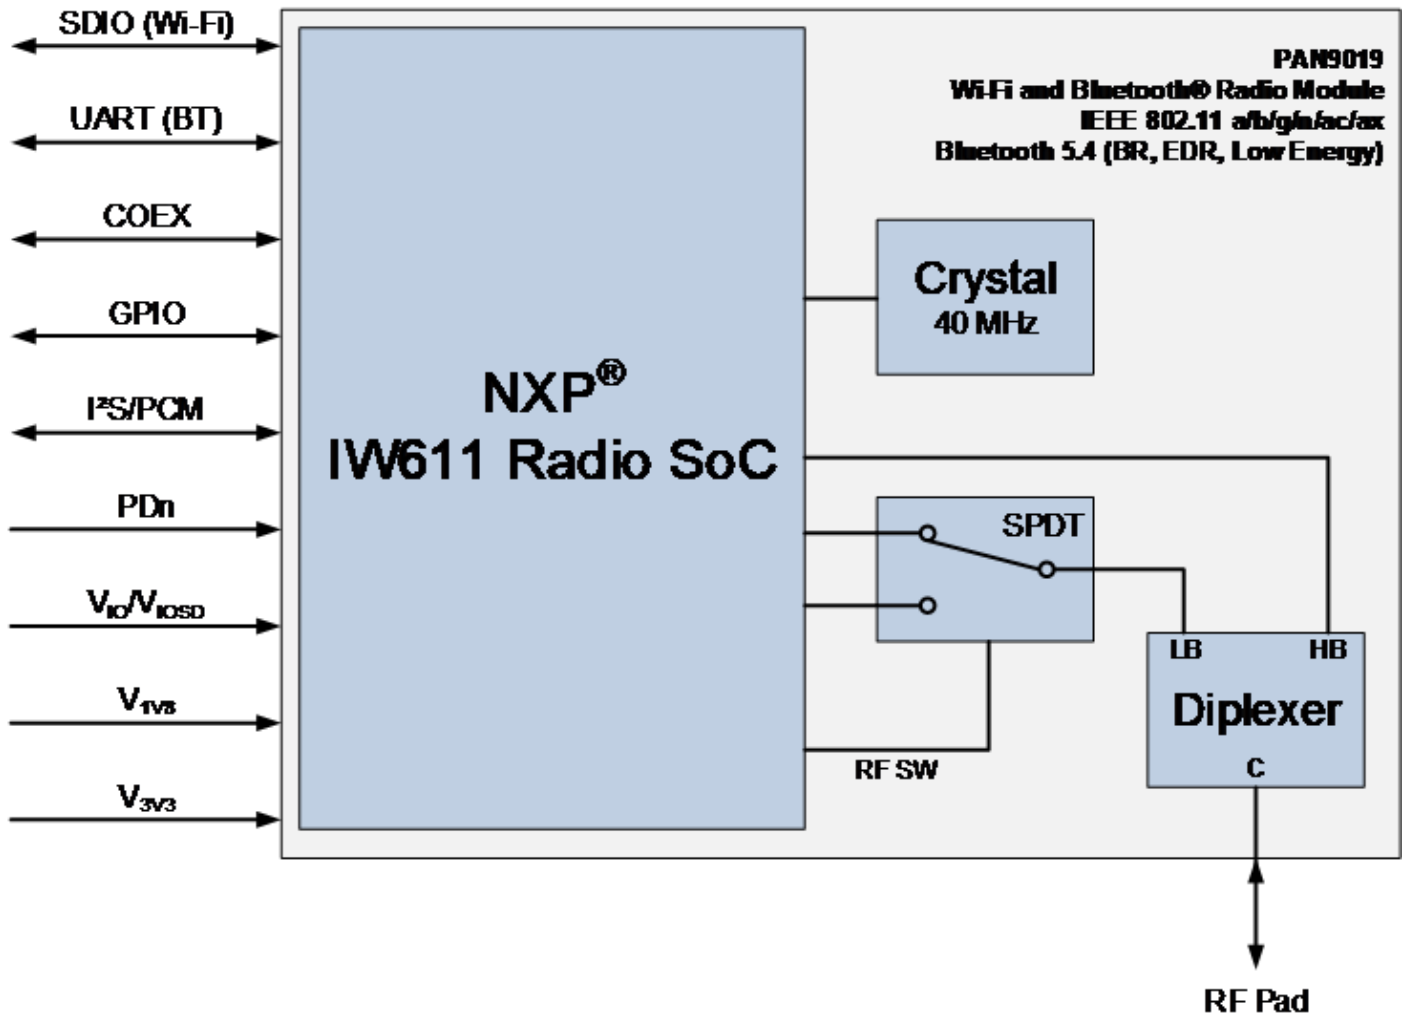 SDIO (Wi-Fi)
UART (BT)
COEX
GPIO
I²S/PCM
PDn
VIO/VIOSD
V1V8
V3V3
NXP®
IW611 Radio SoC
PAN9019
Wi-Fi and Bluetooth® Radio Module
IEEE 802.11 a/b/g/n/ac/ax
Bluetooth 5.4 (BR, EDR, Low Energy)
Crystal
40 MHz
SPDT
RF SW
LB HB
Diplexer
C
RF Pad